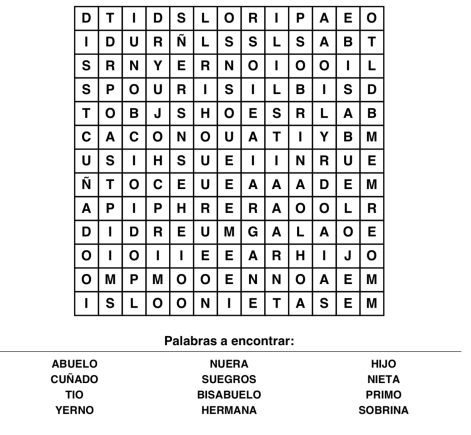 D T I D S L O R I P A E O
I D U R Ñ L S S L S A B T
S R N Y E R N O I O O I L
S P O U R I S I L B I S D
T O B J S H O E S R L A B
C A C O N O U A T I Y B M
U S I H S U E I I N R U E
Ñ T O C E U E A A A D E M
A P I P H R E R A O O L R
D I D R E U M G A L A O E
O I O I I E E A R H I J O
O M P M O O E N N O A E M
I S L O O N I E T A S E M
Palabras a encontrar:
ABUELO NUERA HIJO
CUÑADO SUEGROS NIETA
TIO BISABUELO PRIMO
YERNO HERMANA SOBRINA